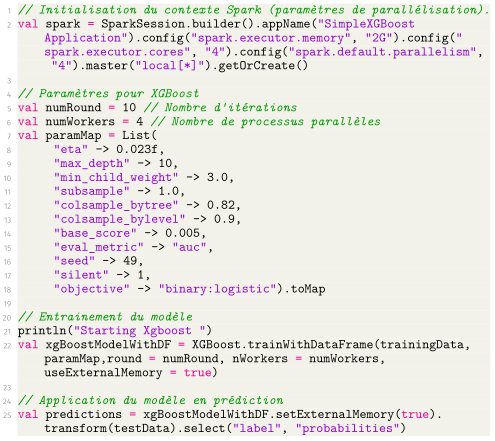 1 // Initialisation du contexte Spark (paramètres de parallélisation).
2 val spark = SparkSession.builder().appName("SimpleXGBoost
Application").config("spark.executor.memory", "2G").config("
spark.executor.cores", "4").config("spark.default.parallelism",
"4").master("local[*]").getOrCreate()
3
4 // Paramètres pour XGBoost
5 val numRound = 10 // Nombre d'itérations
6 val numWorkers = 4 // Nombre de processus parallèles
7 val paramMap = List(
8 "eta" -> 0.023f,
9 "max_depth" -> 10,
10 "min_child_weight" -> 3.0,
11 "subsample" -> 1.0,
12 "colsample_bytree" -> 0.82,
13 "colsample_bylevel" -> 0.9,
14 "base_score" -> 0.005,
15 "eval_metric" -> "auc",
16 "seed" -> 49,
17 "silent" -> 1,
18 "objective" -> "binary:logistic").toMap
19
20 // Entrainement du modèle
21 println("Starting Xgboost ")
22 val xgBoostModelWithDF = XGBoost.trainWithDataFrame(trainingData,
paramMap,round = numRound, nWorkers = numWorkers,
useExternalMemory = true)
23
24 // Application du modèle en prédiction
25 val predictions = xgBoostModelWithDF.setExternalMemory(true).
transform(testData).select("label", "probabilities")